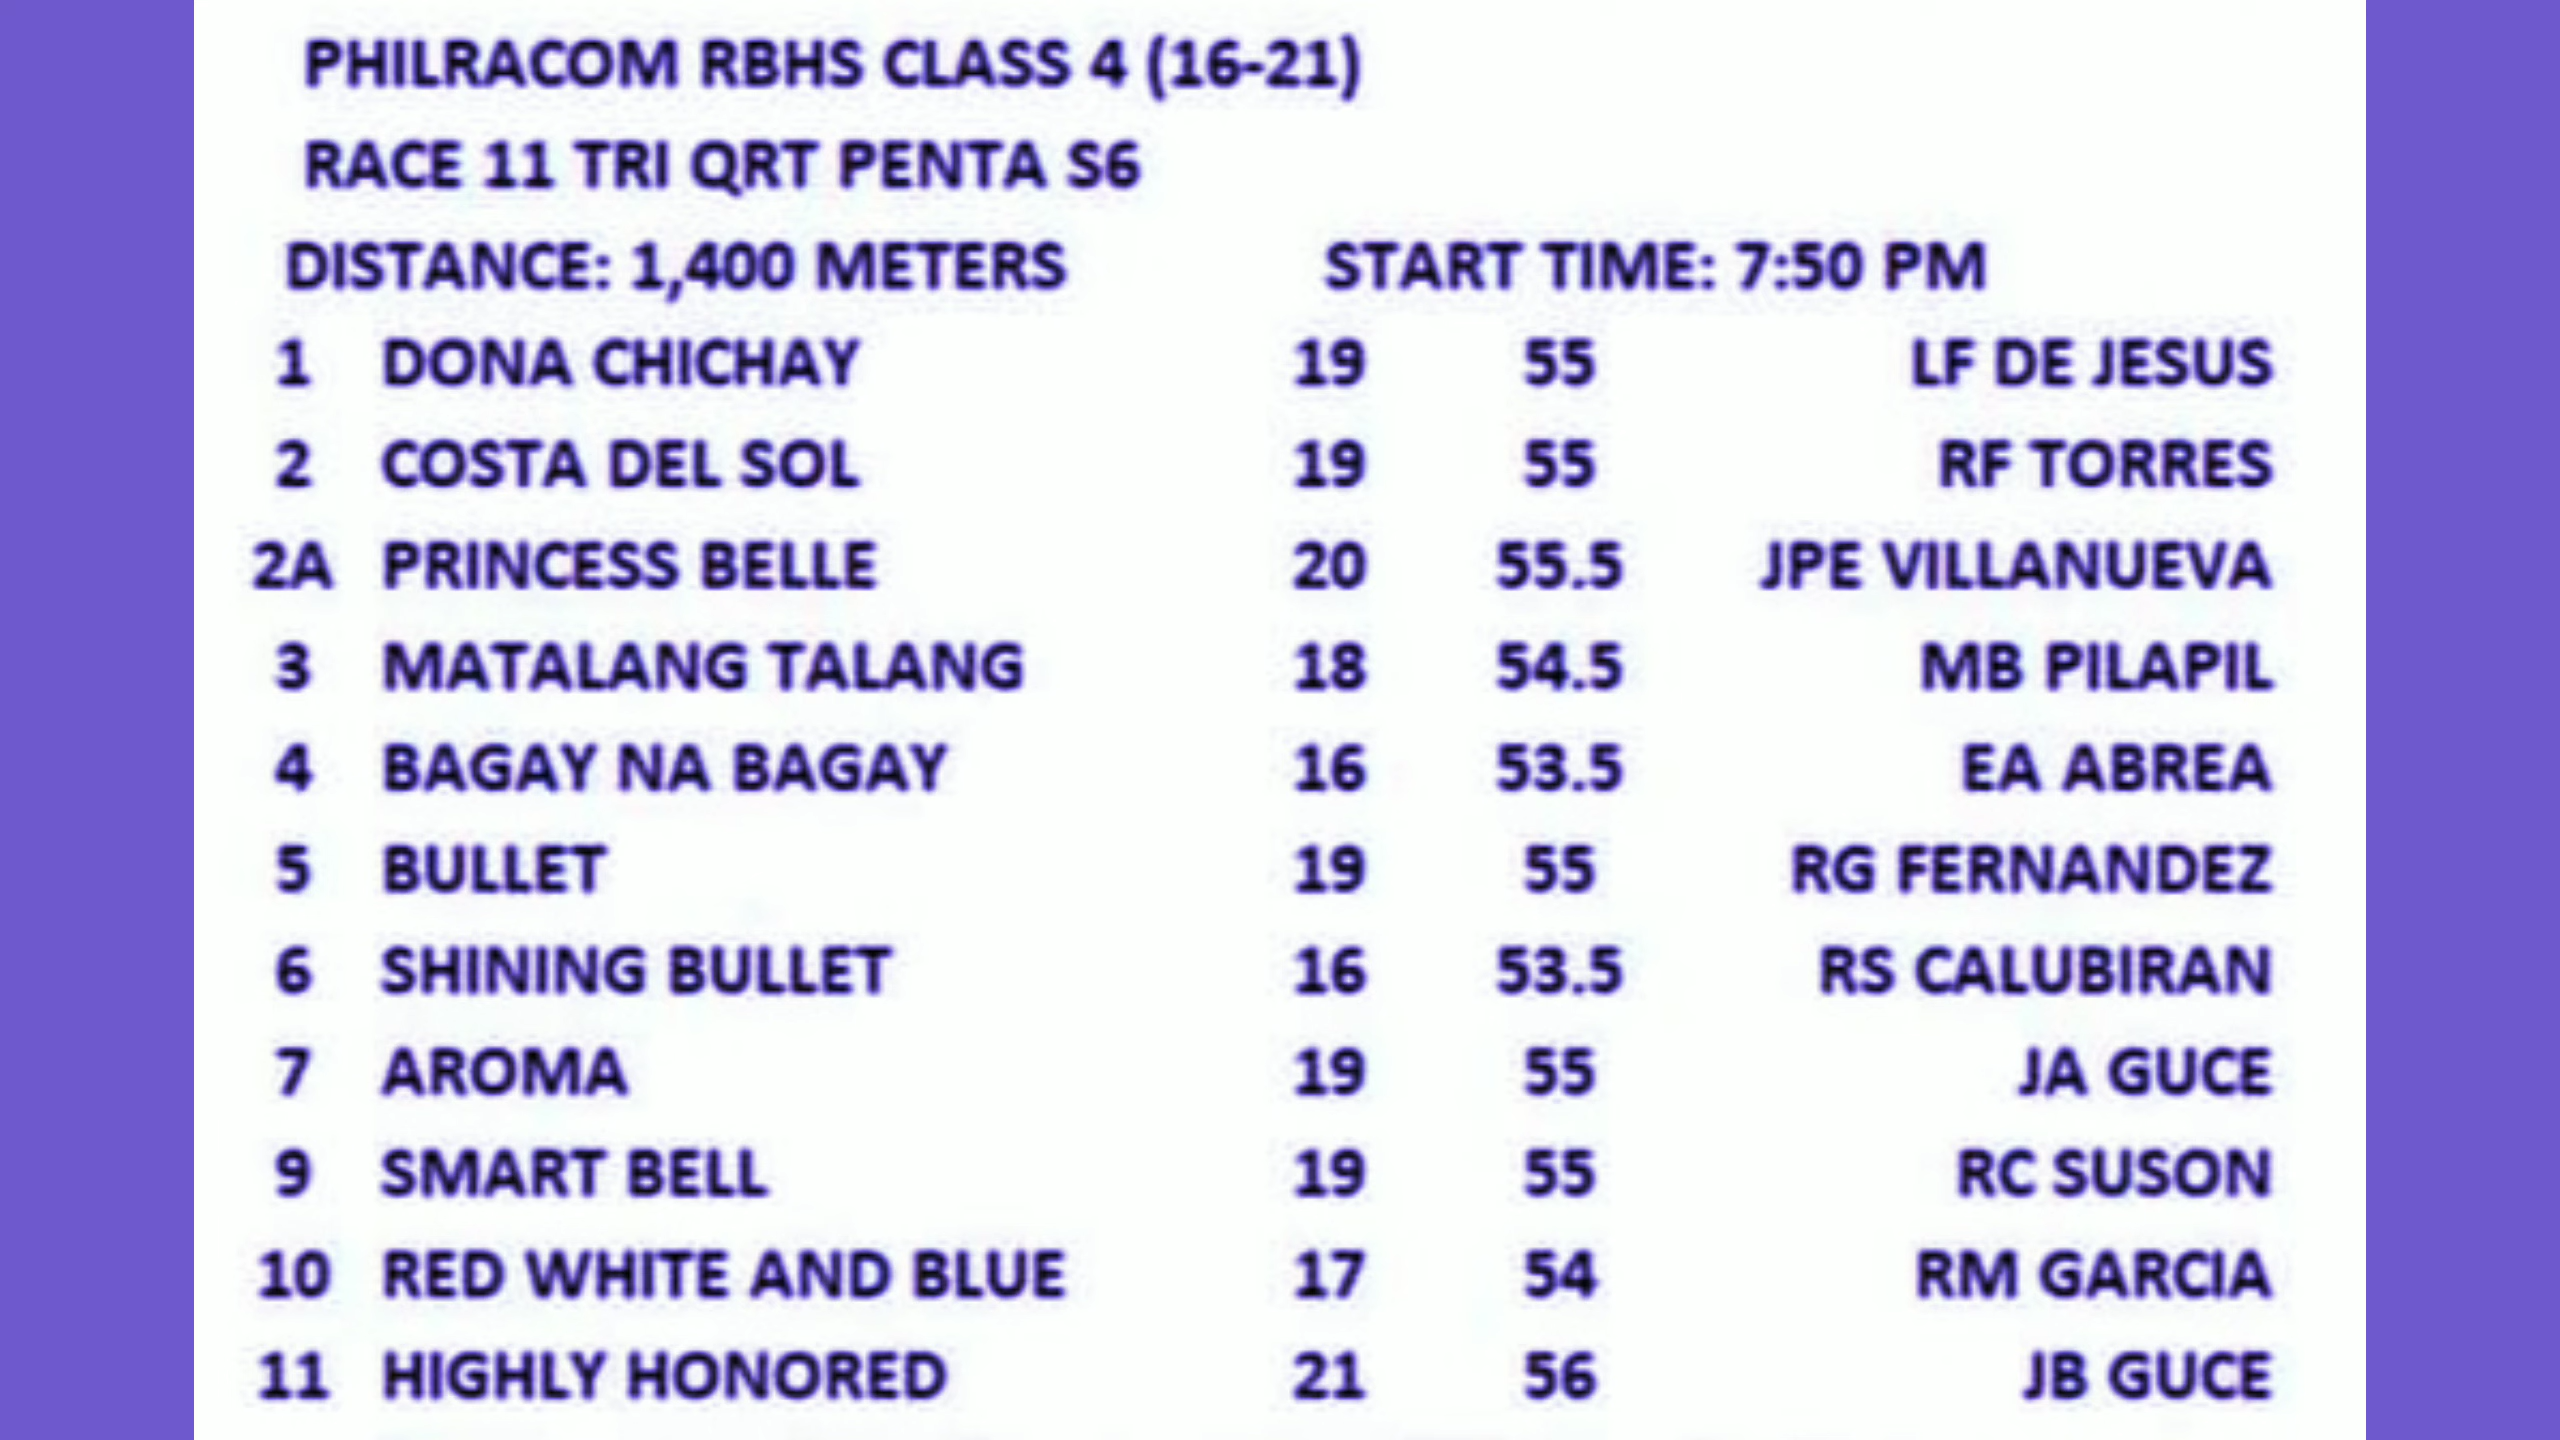 PHILRACOM RBHS CLASS 4 (16-21)
RACE 11 TRI QRT PENTA S6
DISTANCE: 1,400 METERS START TIME: 7:50 PM
1 DONA CHICHAY 19 55 LF DE JESUS
2 COSTA DEL SOL 19 55 RF TORRES
2A PRINCESS BELLE 20 55.5 JPE VILLANUEVA
3 MATALANG TALANG 18 54.5 MB PILAPIL
4 BAGAY NA BAGAY 16 53.5 EA ABREA
5 BULLET 19 55 RG FERNANDEZ
6 SHINING BULLET 16 53.5 RS CALUBIRAN
7 AROMA 19 55 JA GUCE
9 SMART BELL 19 55 RC SUSON
10 RED WHITE AND BLUE 17 54 RM GARCIA
11 HIGHLY HONORED 21 56 JB GUCE